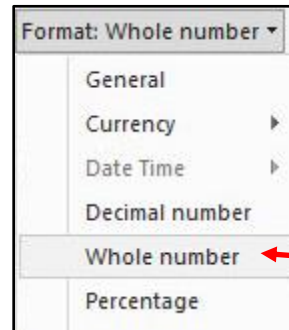 Format: Whole number
General
Currency
Date Time
Decimal number
Whole number
Percentage